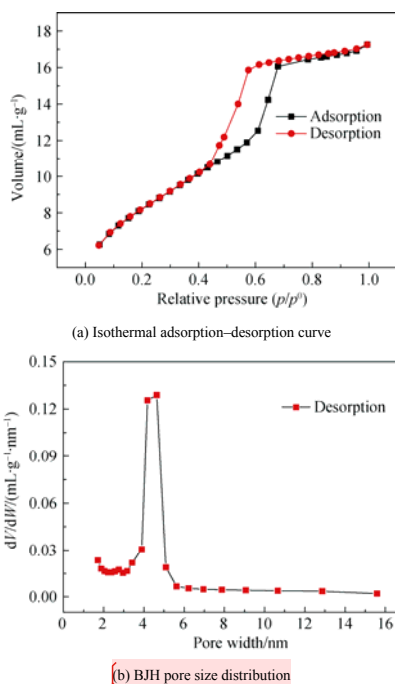 18
16
14
12
10
8
6
Volume/(mL·g⁻¹)
Adsorption
Desorption
0.0 0.2 0.4 0.6 0.8 1.0
Relative pressure (p/p⁰)
(a) Isothermal adsorption–desorption curve
0.15
0.12
0.09
0.06
0.03
0.00
dV/dW/(mL·g⁻¹·nm⁻¹)
Desorption
0 2 4 6 8 10 12 14 16
Pore width/nm
(b) BJH pore size distribution